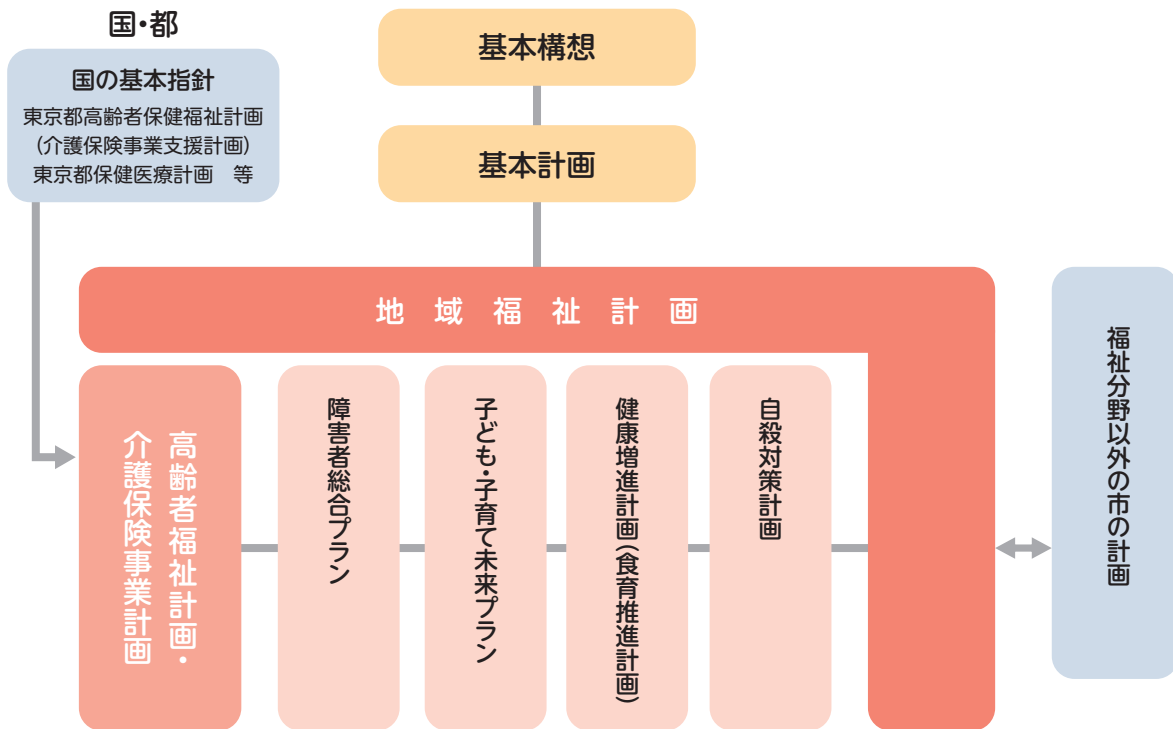 国・都
国の基本指針
東京都高齢者保健福祉計画
(介護保険事業支援計画)
東京都保健医療計画　等
基本構想
基本計画
地域福祉計画
高齢者福祉計画・
介護保険事業計画
障害者総合プラン
子ども・子育て未来プラン
健康増進計画(食育推進計画)
自殺対策計画
福祉分野以外の市の計画